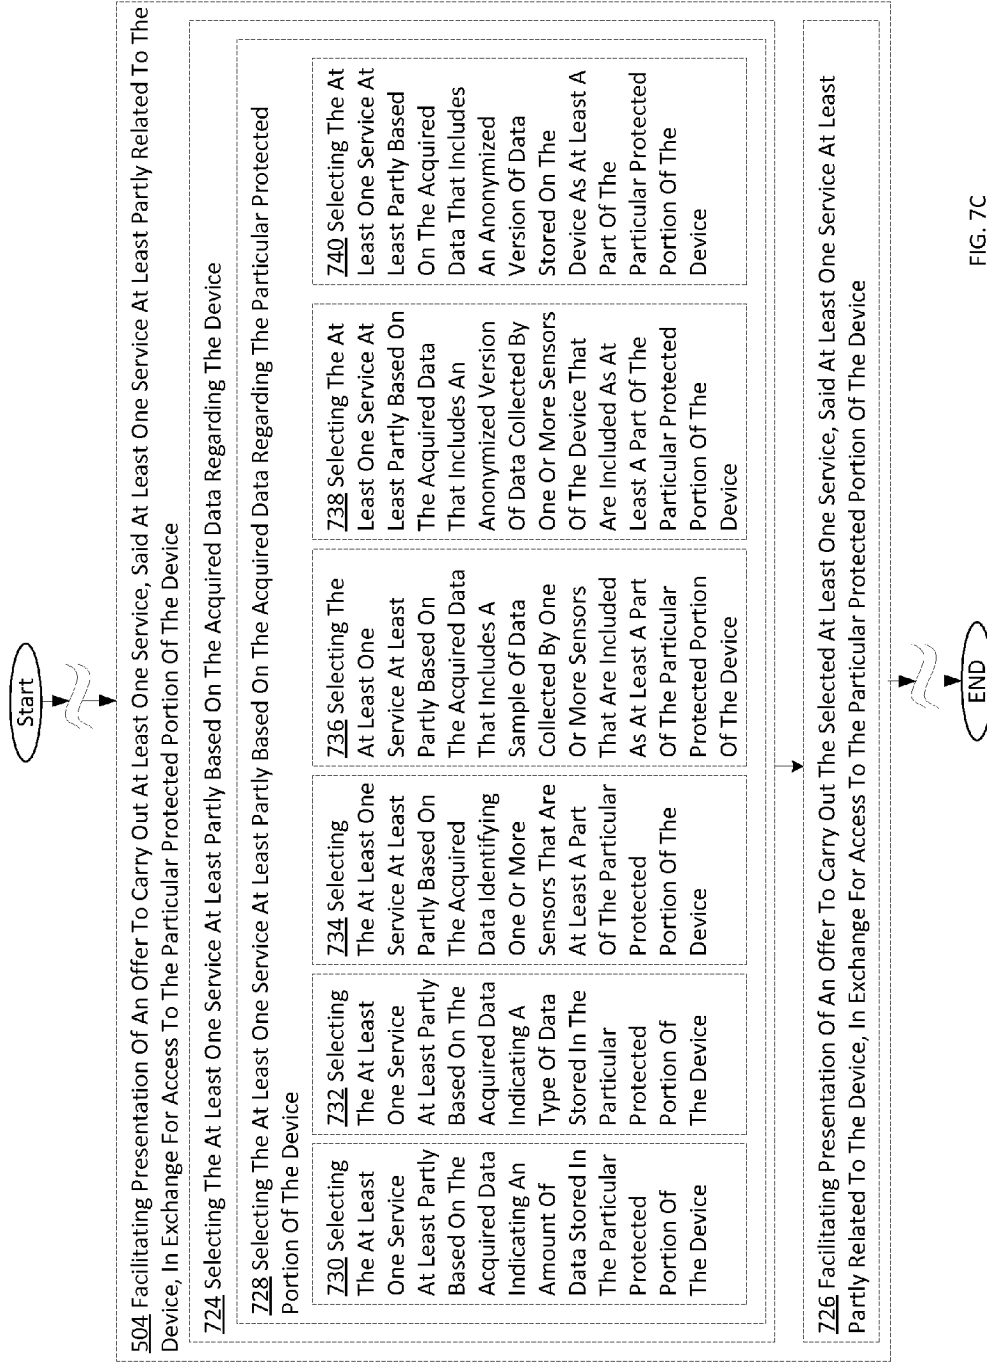 Start
504 Facilitating Presentation Of An Offer To Carry Out At Least One Service, Said At Least One Service At Least Partly Related To The
Device, In Exchange For Access To The Particular Protected Portion Of The Device
724 Selecting The At Least One Service At Least Partly Based On The Acquired Data Regarding The Device
728 Selecting The At Least One Service At Least Partly Based On The Acquired Data Regarding The Particular Protected
Portion Of The Device
730 Selecting
The At Least
One Service
At Least Partly
Based On The
Acquired Data
Indicating An
Amount Of
Data Stored In
The Particular
Protected
Portion Of
The Device
732 Selecting
The At Least
One Service
At Least Partly
Based On The
Acquired Data
Indicating A
Type Of Data
Stored In The
Particular
Protected
Portion Of
The Device
734 Selecting
The At Least One
Service At Least
Partly Based On
The Acquired
Data Identifying
One Or More
Sensors That Are
At Least A Part
Of The Particular
Protected
Portion Of The
Device
736 Selecting The
At Least One
Service At Least
Partly Based On
The Acquired Data
That Includes A
Sample Of Data
Collected By One
Or More Sensors
That Are Included
As At Least A Part
Of The Particular
Protected Portion
Of The Device
738 Selecting The At
Least One Service At
Least Partly Based On
The Acquired Data
That Includes An
Anonymized Version
Of Data Collected By
One Or More Sensors
Of The Device That
Are Included As At
Least A Part Of The
Particular Protected
Portion Of The
Device
740 Selecting The At
Least One Service At
Least Partly Based
On The Acquired
Data That Includes
An Anonymized
Version Of Data
Stored On The
Device As At Least A
Part Of The
Particular Protected
Portion Of The
Device
726 Facilitating Presentation Of An Offer To Carry Out The Selected At Least One Service, Said At Least One Service At Least
Partly Related To The Device, In Exchange For Access To The Particular Protected Portion Of The Device
END
FIG. 7C